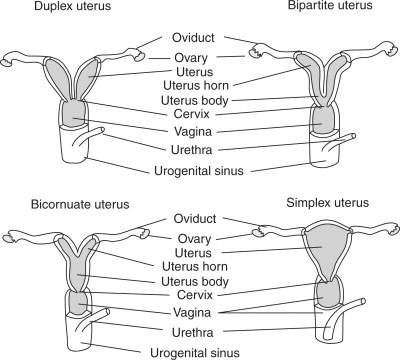 Duplex uterus
Bipartite uterus
Oviduct
Ovary
Uterus
Uterus horn
Uterus body
Cervix
Vagina
Urethra
Urogenital sinus
Bicornuate uterus
Simplex uterus
Oviduct
Ovary
Uterus
Uterus horn
Uterus body
Cervix
Vagina
Urethra
Urogenital sinus